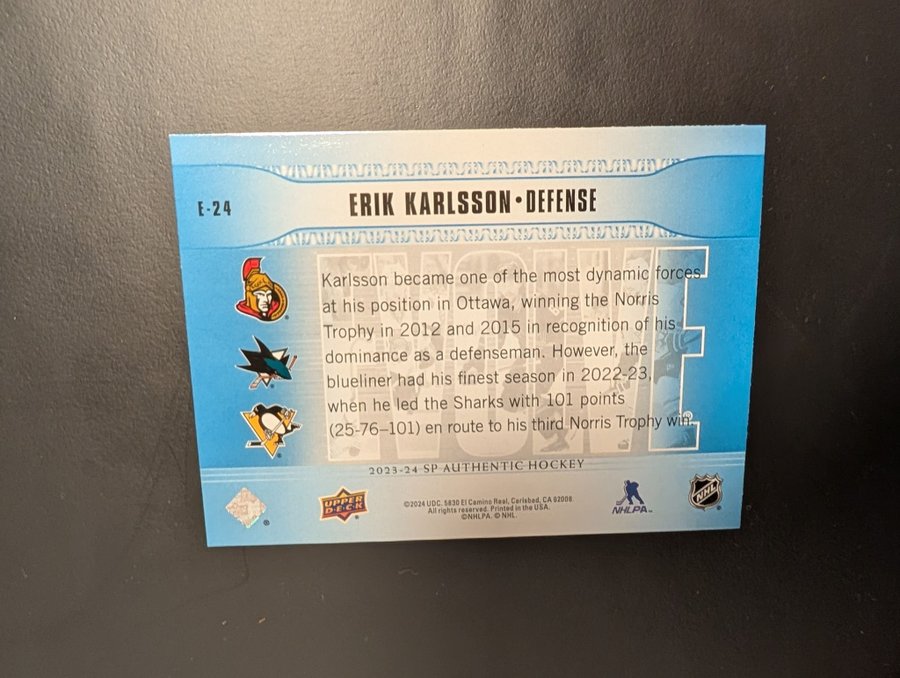 E-24
ERIK KARLSSON•DEFENSE
Karlsson became one of the most dynamic forces
at his position in Ottawa, winning the Norris
Trophy in 2012 and 2015 in recognition of his
dominance as a defenseman. However, the
blueliner had his finest season in 2022-23,
when he led the Sharks with 101 points
(25-76–101) en route to his third Norris Trophy win.
2023-24 SP AUTHENTIC HOCKEY
UPPER
DECK
©2024 UDC. 5830 El Camino Real, Carlsbad, CA 92008
All rights reserved. Printed in the USA.
©NHLPA. © NHL.
NHLPA
NHL